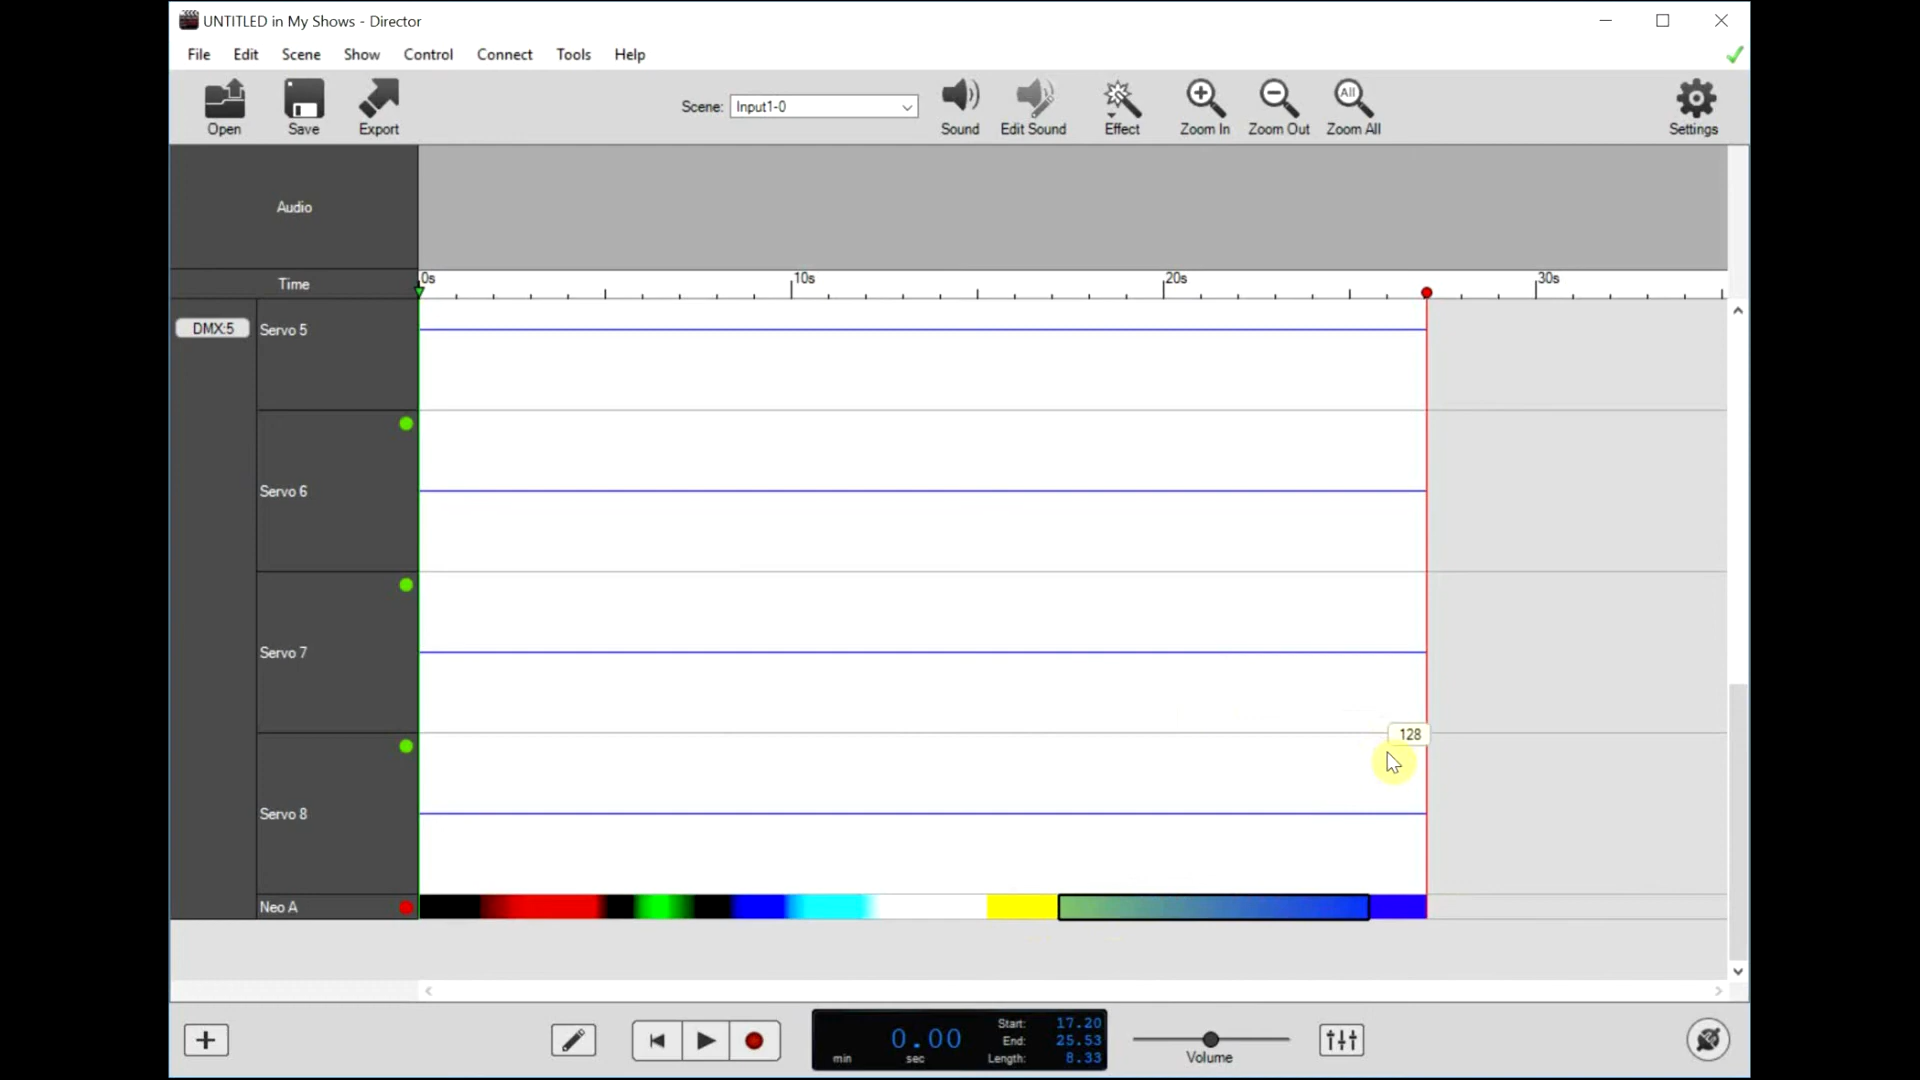 UNTITLED in My Shows - Director
File Edit Scene Show Control Connect Tools Help
Open Save Export Scene: Input1-0 Sound Edit Sound Effect Zoom In Zoom Out All Zoom All Settings
Audio
Time 0s 10s 20s 30s
DMX:5 Servo 5
Servo 6
Servo 7
128
Servo 8
Neo A
0.00 min sec
Start: 17.20
End: 25.53
Length: 8.33
Volume